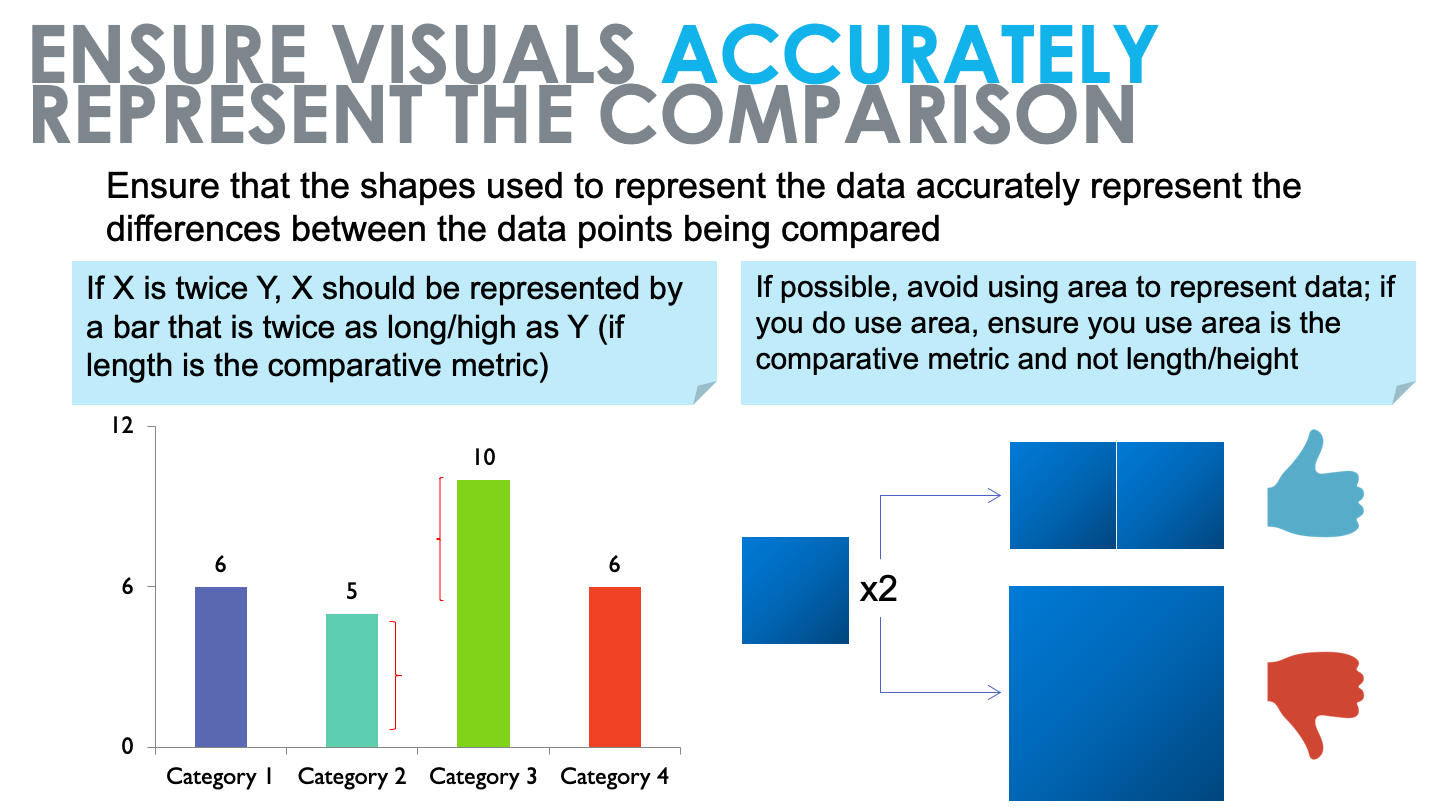 ENSURE VISUALS ACCURATELY
REPRESENT THE COMPARISON
Ensure that the shapes used to represent the data accurately represent the
differences between the data points being compared
If X is twice Y, X should be represented by
a bar that is twice as long/high as Y (if
length is the comparative metric)
If possible, avoid using area to represent data; if
you do use area, ensure you use area is the
comparative metric and not length/height
12
6
0
6
5
10
6
Category 1
Category 2
Category 3
Category 4
x2